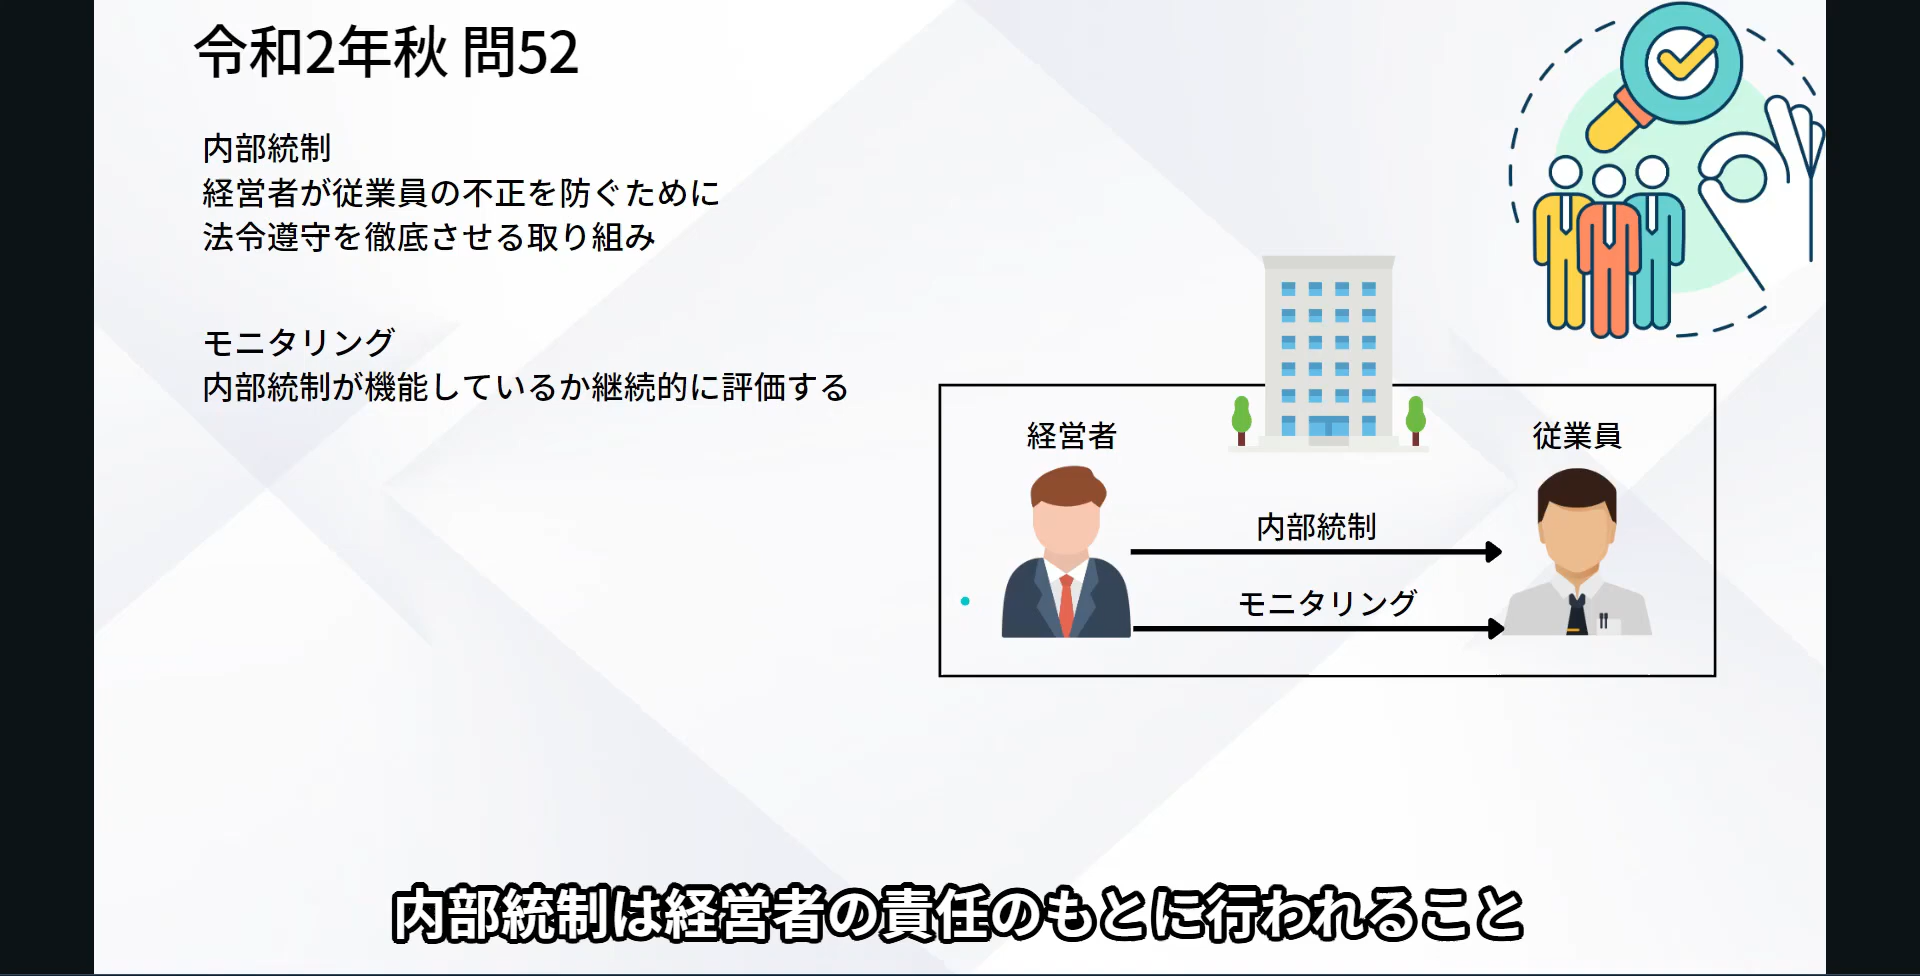 令和2年秋 問52
内部統制
経営者が従業員の不正を防ぐために
法令遵守を徹底させる取り組み
モニタリング
内部統制が機能しているか継続的に評価する
経営者
従業員
内部統制
モニタリング
内部統制は経営者の責任のもとに行われること